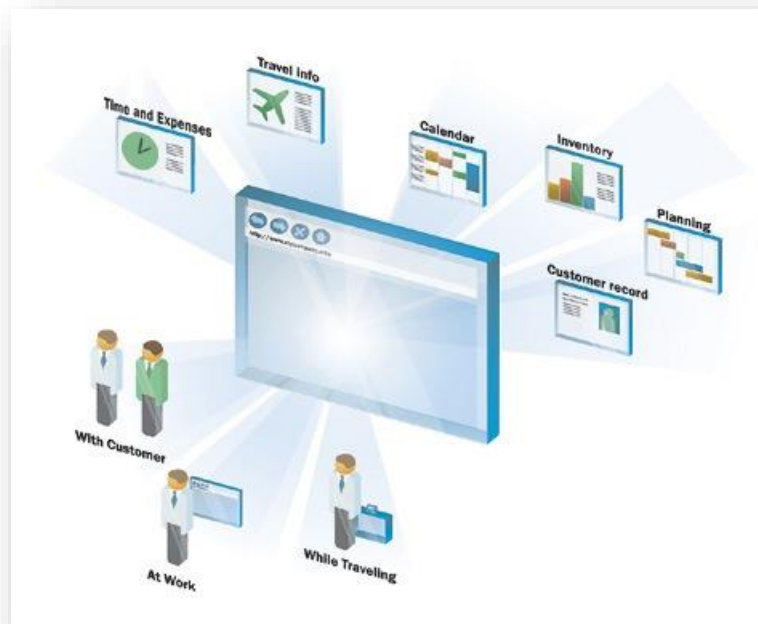 Travel info
Time and Expenses
Calendar
Inventory
Planning
Customer record
With Customer
At Work
While Traveling